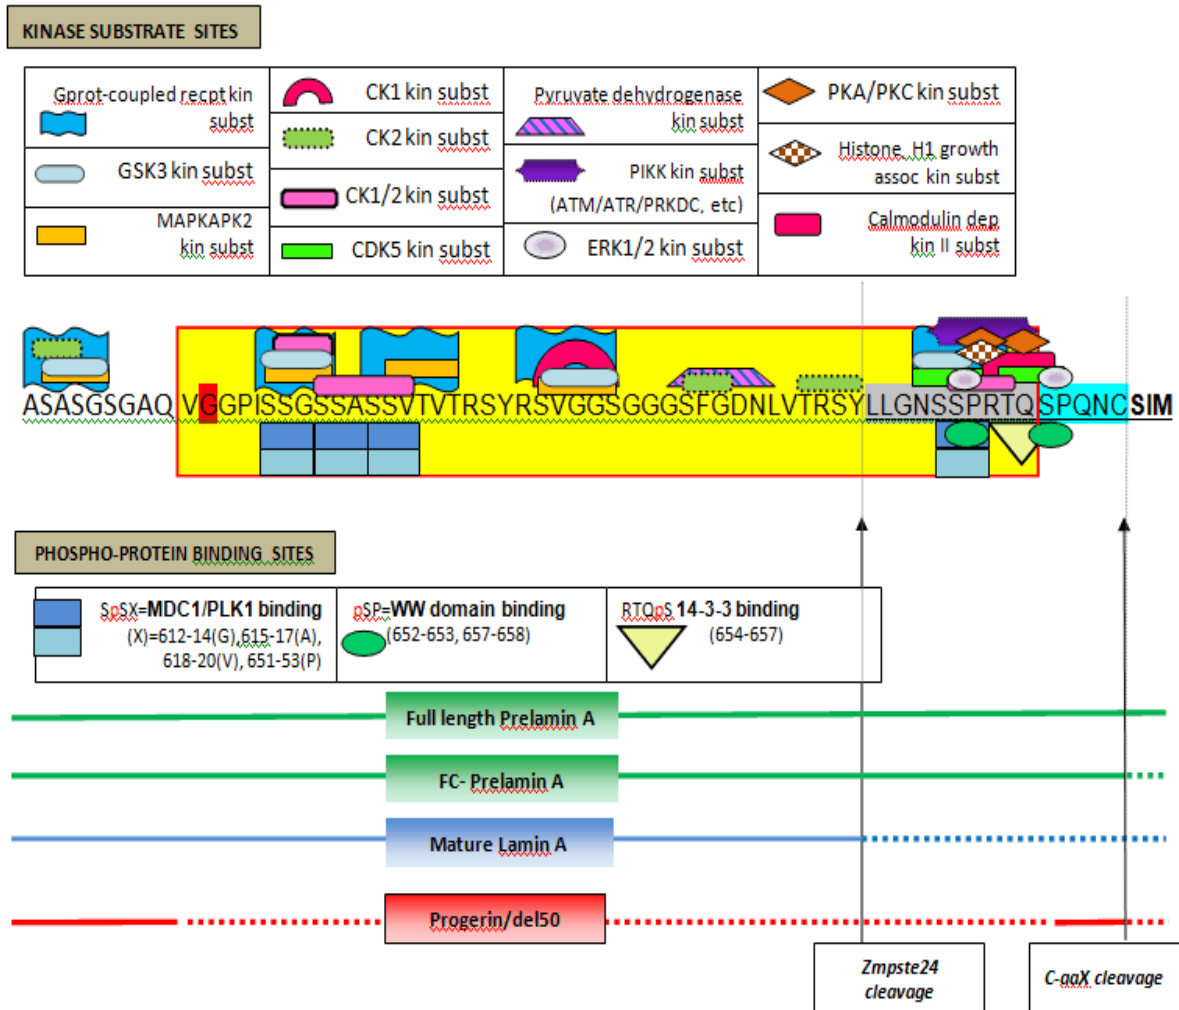 KINASE SUBSTRATE SITES
Gprot-coupled recpt kin
subst
GSK3 kin subst
MAPKAPK2
kin subst
CK1 kin subst
CK2 kin subst
CK1/2 kin subst
CDK5 kin subst
Pyruvate dehydrogenase
kin subst
PIKK kin subst
(ATM/ATR/PRKDC, etc)
ERK1/2 kin subst
PKA/PKC kin subst
Histone H1 growth
assoc kin subst
Calmodulin dep
kin II subst
ASASGSGAQ VGGPISSGSSASSVTVTRSYRSVGGSGGGSFGDNLVTRSYLLGNSSPRTQSPQNCSIM
PHOSPHO-PROTEIN BINDING SITES
SpSX=MDC1/PLK1 binding
(X)=612-14(G),615-17(A),
618-20(V), 651-53(P)
pSP=WW domain binding
(652-653, 657-658)
RTQpS 14-3-3 binding
(654-657)
Full length Prelamin A
FC- Prelamin A
Mature Lamin A
Progerin/del50
Zmpste24
cleavage
C-aaX cleavage